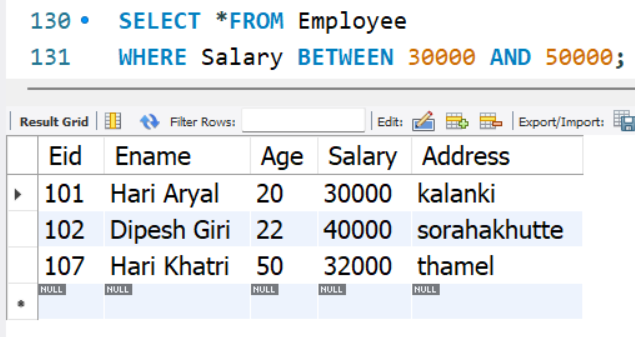 130 SELECT *FROM Employee
131 WHERE Salary BETWEEN 30000 AND 50000;
Result Grid Filter Rows: Edit: Export/Import:
Eid Ename Age Salary Address
101 Hari Aryal 20 30000 kalanki
102 Dipesh Giri 22 40000 sorahakhutte
107 Hari Khatri 50 32000 thamel
NULL NULL NULL NULL NULL